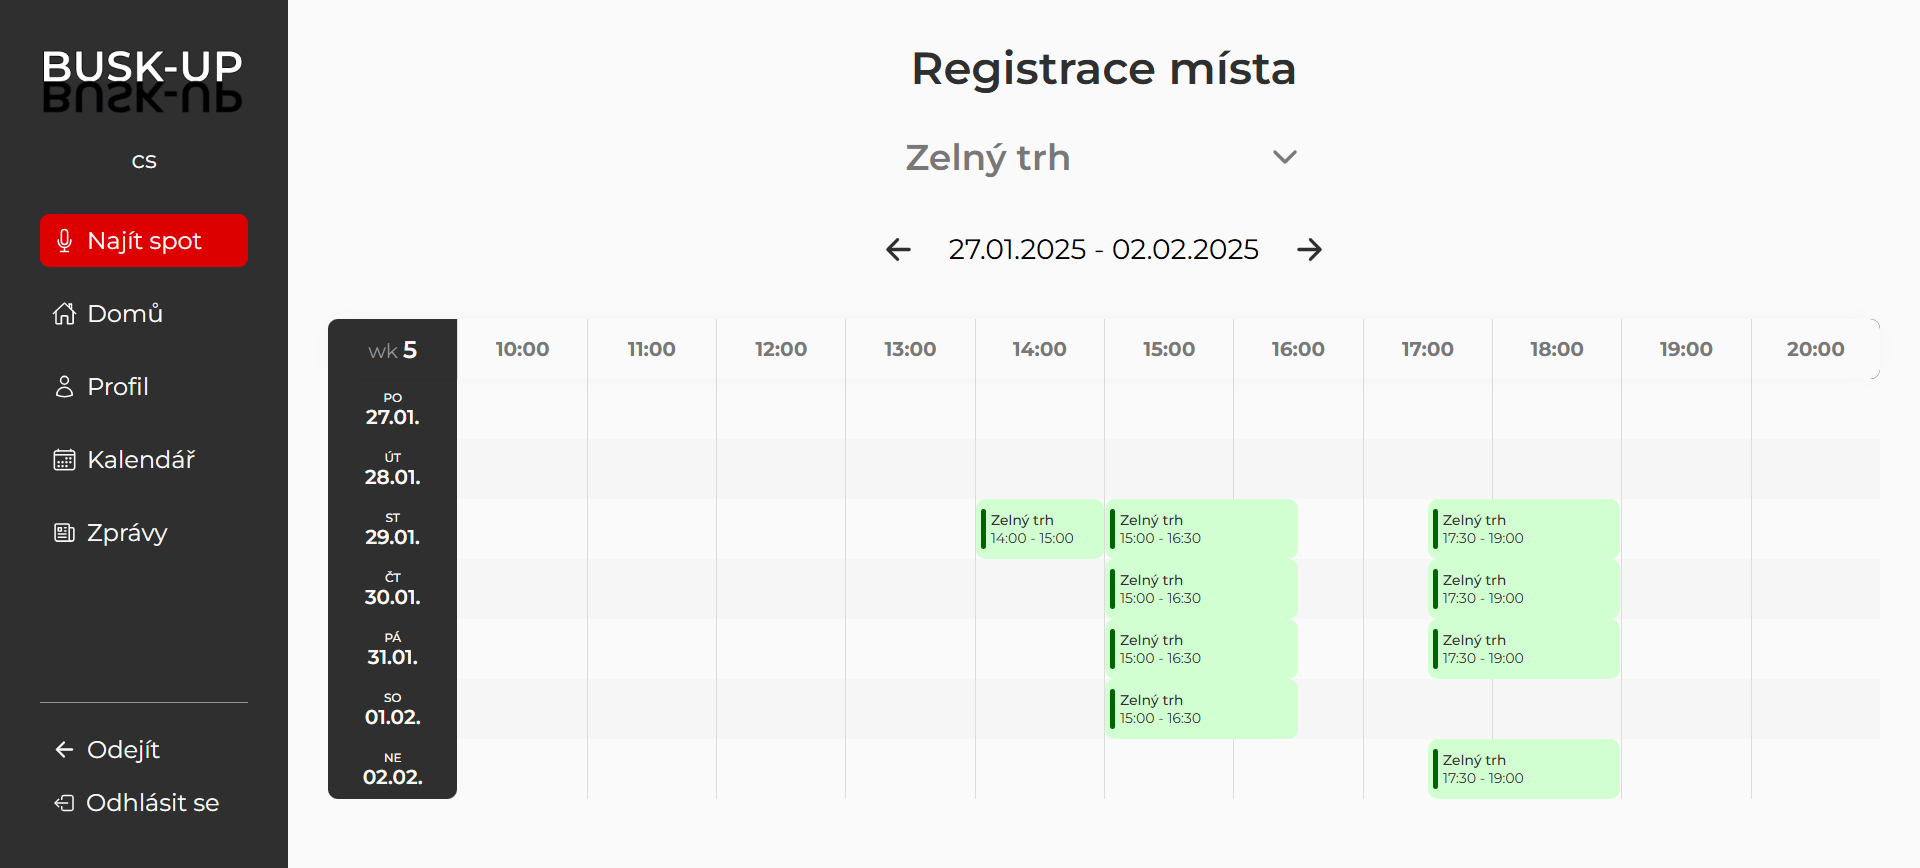 BUSK-UP
BUSK-UP
CS
Najít spot
Domů
Profil
Kalendář
Zprávy
Odejít
Odhlásit se
Registrace místa
Zelný trh
27.01.2025 - 02.02.2025
wk 5 10:00 11:00 12:00 13:00 14:00 15:00 16:00 17:00 18:00 19:00 20:00
PO
27.01.
ÚT
28.01.
ST
29.01.
Zelný trh
14:00 - 15:00
Zelný trh
15:00 - 16:30
Zelný trh
17:30 - 19:00
ČT
30.01.
Zelný trh
15:00 - 16:30
Zelný trh
17:30 - 19:00
PÁ
31.01.
Zelný trh
15:00 - 16:30
Zelný trh
17:30 - 19:00
SO
01.02.
Zelný trh
15:00 - 16:30
NE
02.02.
Zelný trh
17:30 - 19:00